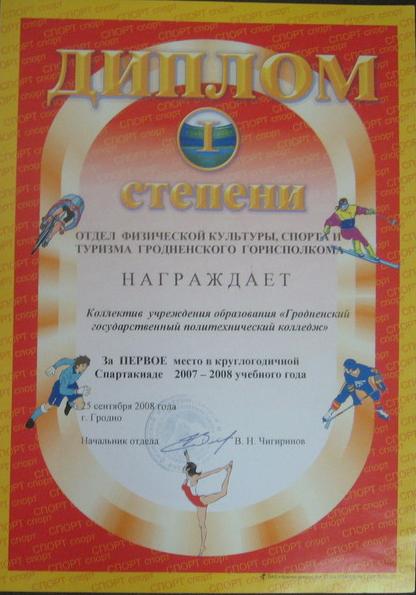 ДИПЛОМ
I
степени
ОТДЕЛ ФИЗИЧЕСКОЙ КУЛЬТУРЫ, СПОРТА И
ТУРИЗМА ГРОДНЕНСКОГО ГОРИСПОЛКОМА
НАГРАЖДАЕТ
Коллектив учреждения образования «Гродненский
государственный политехнический колледж»
За ПЕРВОЕ место в круглогодичной
Спартакиаде 2007 – 2008 учебного года
25 сентября 2008 года
г. Гродно
Начальник отдела В. Н. Чигиринов